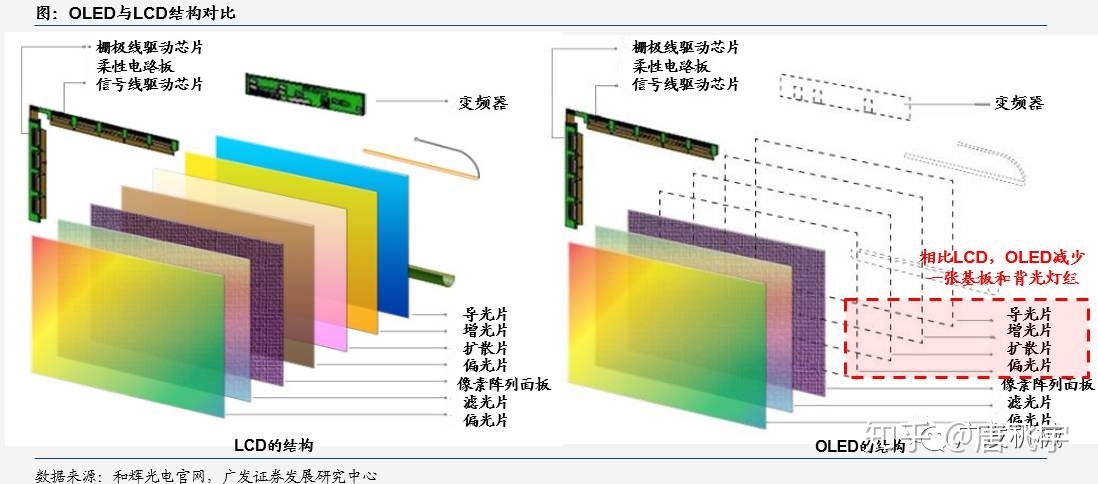 图：OLED与LCD结构对比
栅极线驱动芯片
柔性电路板
信号线驱动芯片
变频器
导光片
增光片
扩散片
偏光片
像素阵列面板
滤光片
偏光片
LCD的结构
栅极线驱动芯片
柔性电路板
信号线驱动芯片
变频器
相比LCD，OLED减少
一张基板和背光灯组
导光片
增光片
扩散片
偏光片
像素阵列面板
滤光片
偏光片
OLED的结构
知乎 @唐
数据来源：和辉光电官网，广发证券发展研究中心